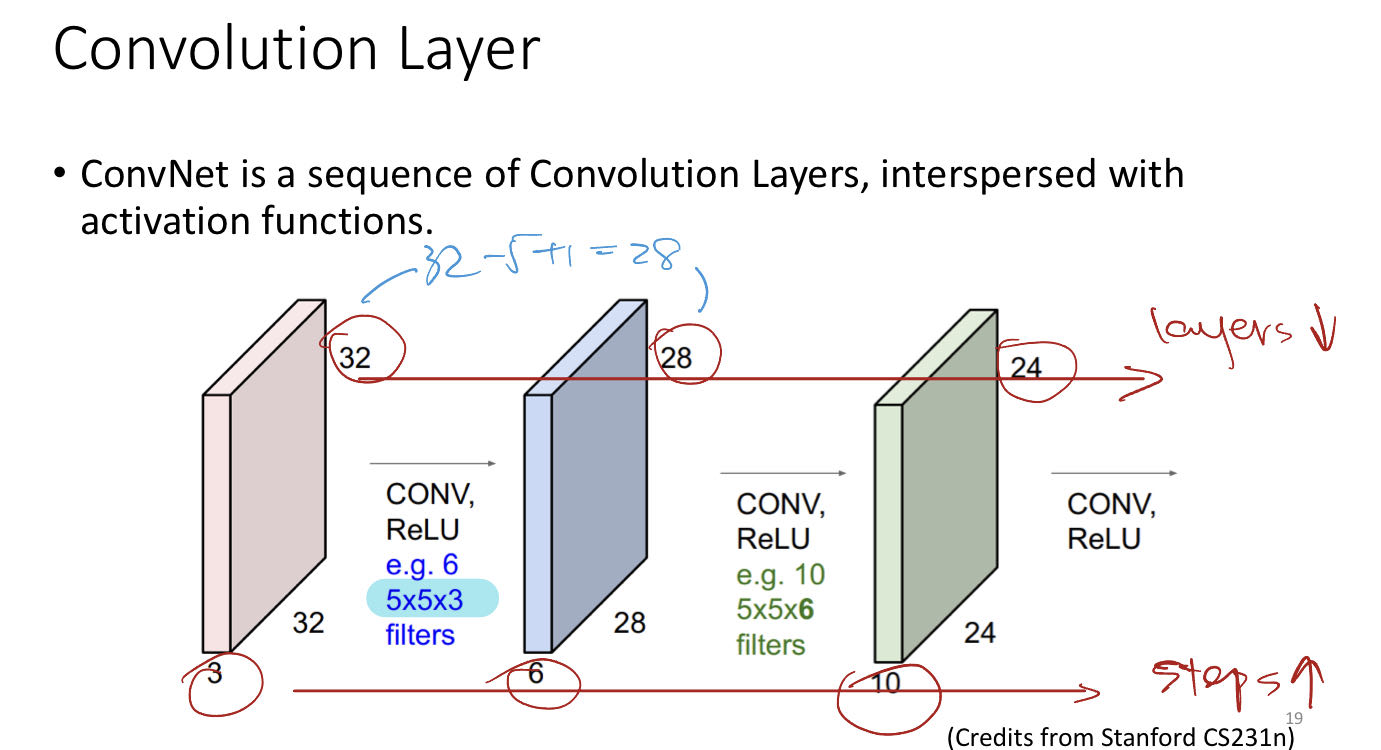 Convolution Layer
• ConvNet is a sequence of Convolution Layers, interspersed with
activation functions.
32 - 5 + 1 = 28
layers ↓
32
28
24
CONV,
ReLU
e.g. 6
5x5x3
filters
CONV,
ReLU
e.g. 10
5x5x6
filters
CONV,
ReLU
32
28
24
3
6
10
steps ↑
19
(Credits from Stanford CS231n)